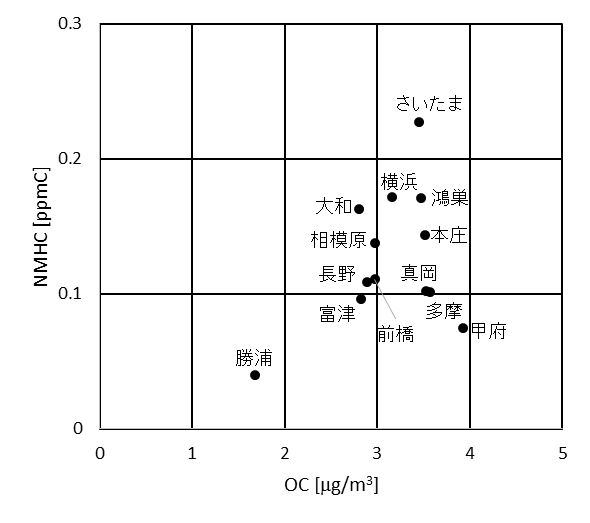 0.3
さいたま
0.2
横浜
鴻巣
大和
本庄
相模原
長野
真岡
0.1
富津
多摩
前橋
甲府
勝浦
0
0 1 2 3 4 5
NMHC [ppmC]
OC [µg/m³]